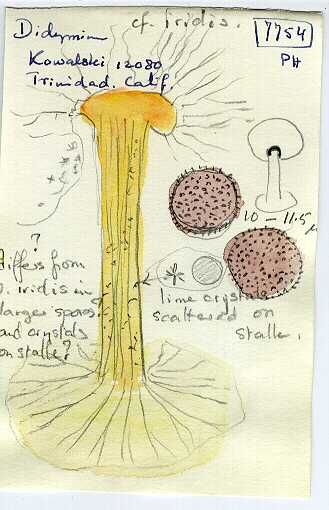 cf. iridis.
Didymium
Kowalski 12080
Trinidad. Calif.
7754
PH
10 - 11.5 µ
?
Differs from
D. iridis in
larger spores
and crystals
on stalk?
lime crystals
scattered on
stalk.